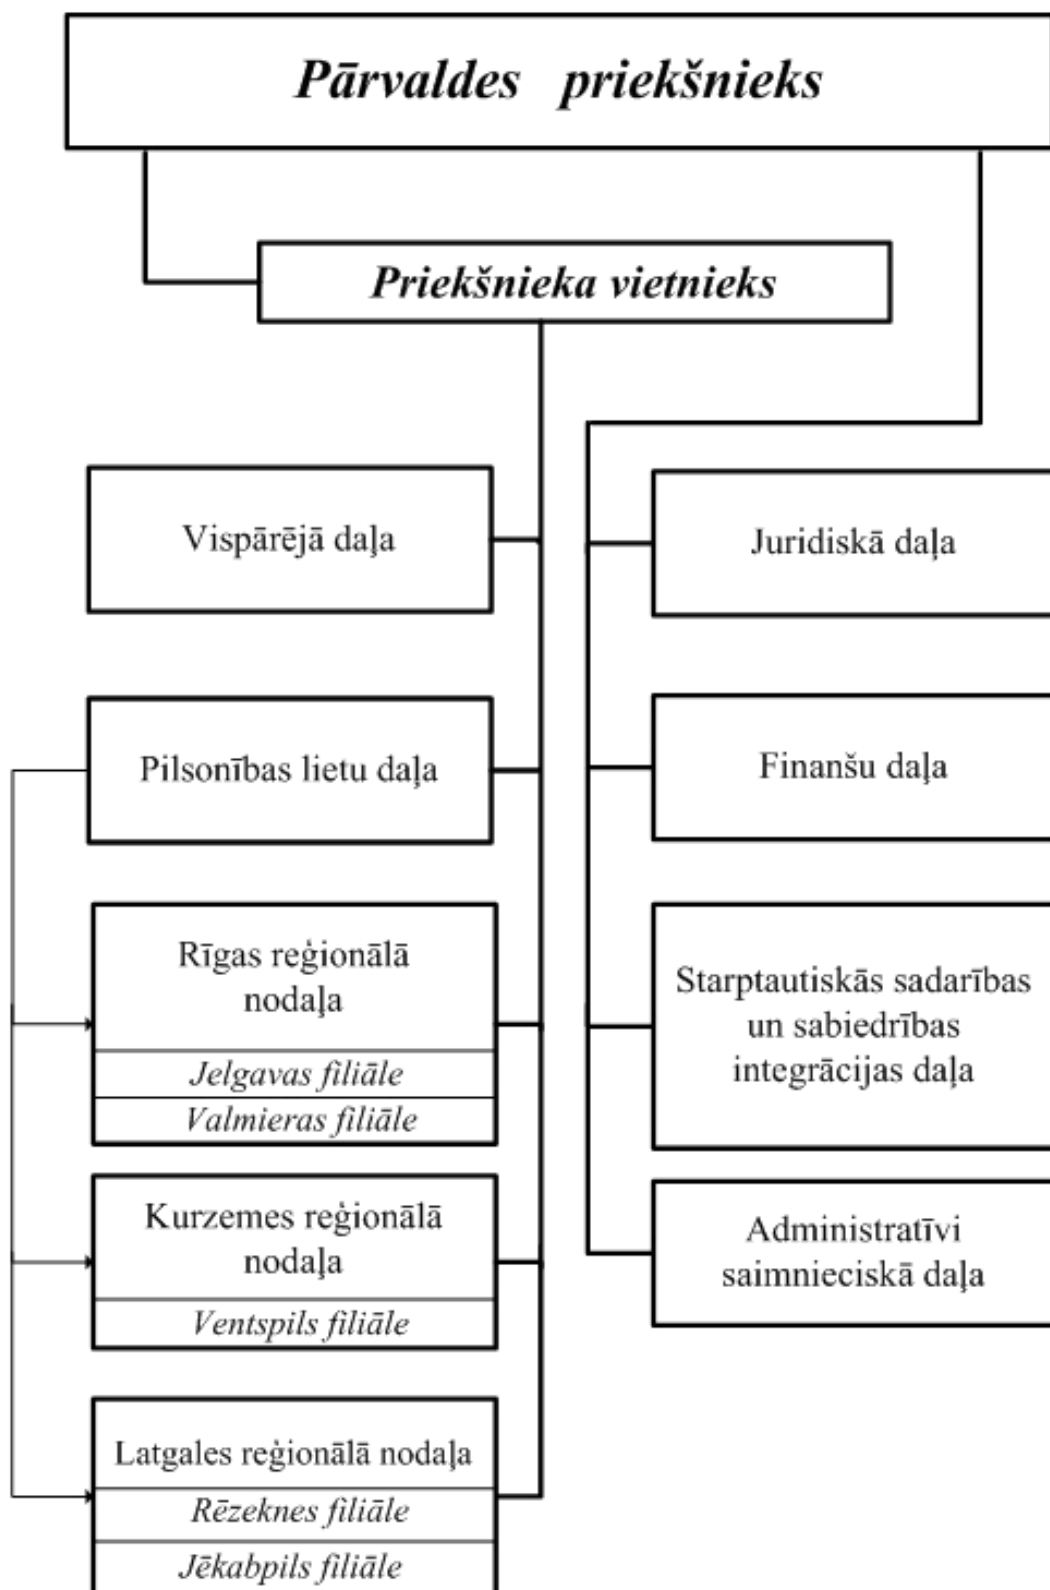 Pārvaldes priekšnieks
Priekšnieka vietnieks
Vispārējā daļa
Juridiskā daļa
Pilsonības lietu daļa
Finanšu daļa
Rīgas reģionālā
nodaļa
Jelgavas filiāle
Valmieras filiāle
Starptautiskās sadarības
un sabiedrības
integrācijas daļa
Kurzemes reģionālā
nodaļa
Ventspils filiāle
Administratīvi
saimnieciskā daļa
Latgales reģionālā nodaļa
Rēzeknes filiāle
Jēkabpils filiāle